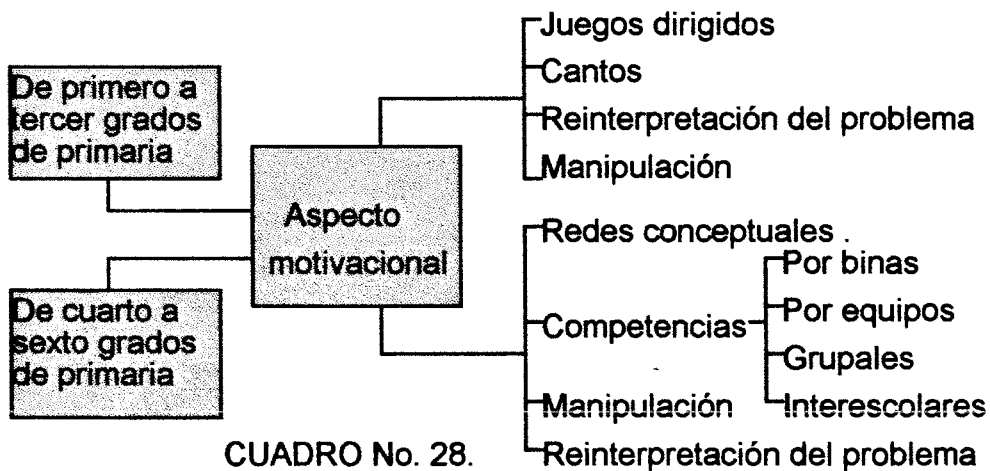 De primero a
tercer grados
de primaria
De cuarto a
sexto grados
de primaria
Aspecto
motivacional
Juegos dirigidos
Cantos
Reinterpretación del problema
Manipulación
Redes conceptuales .
Competencias
Por binas
Por equipos
Grupales
Interescolares
Manipulación
Reinterpretación del problema
CUADRO No. 28.